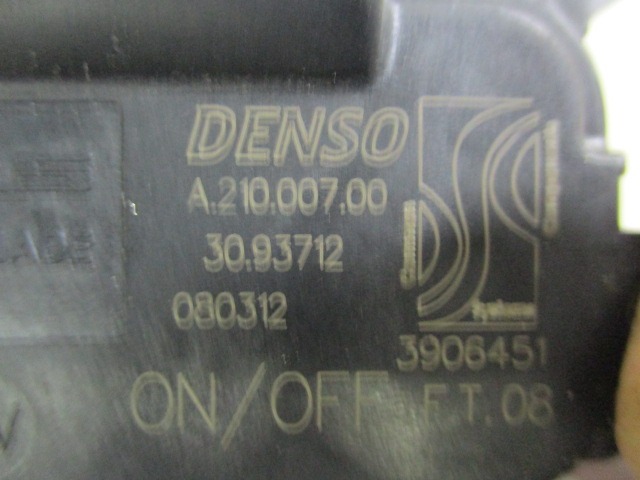 DENSO
A.210.007.00
30.93712
080312
Systems
3906451
ON/OFF F.T. 08